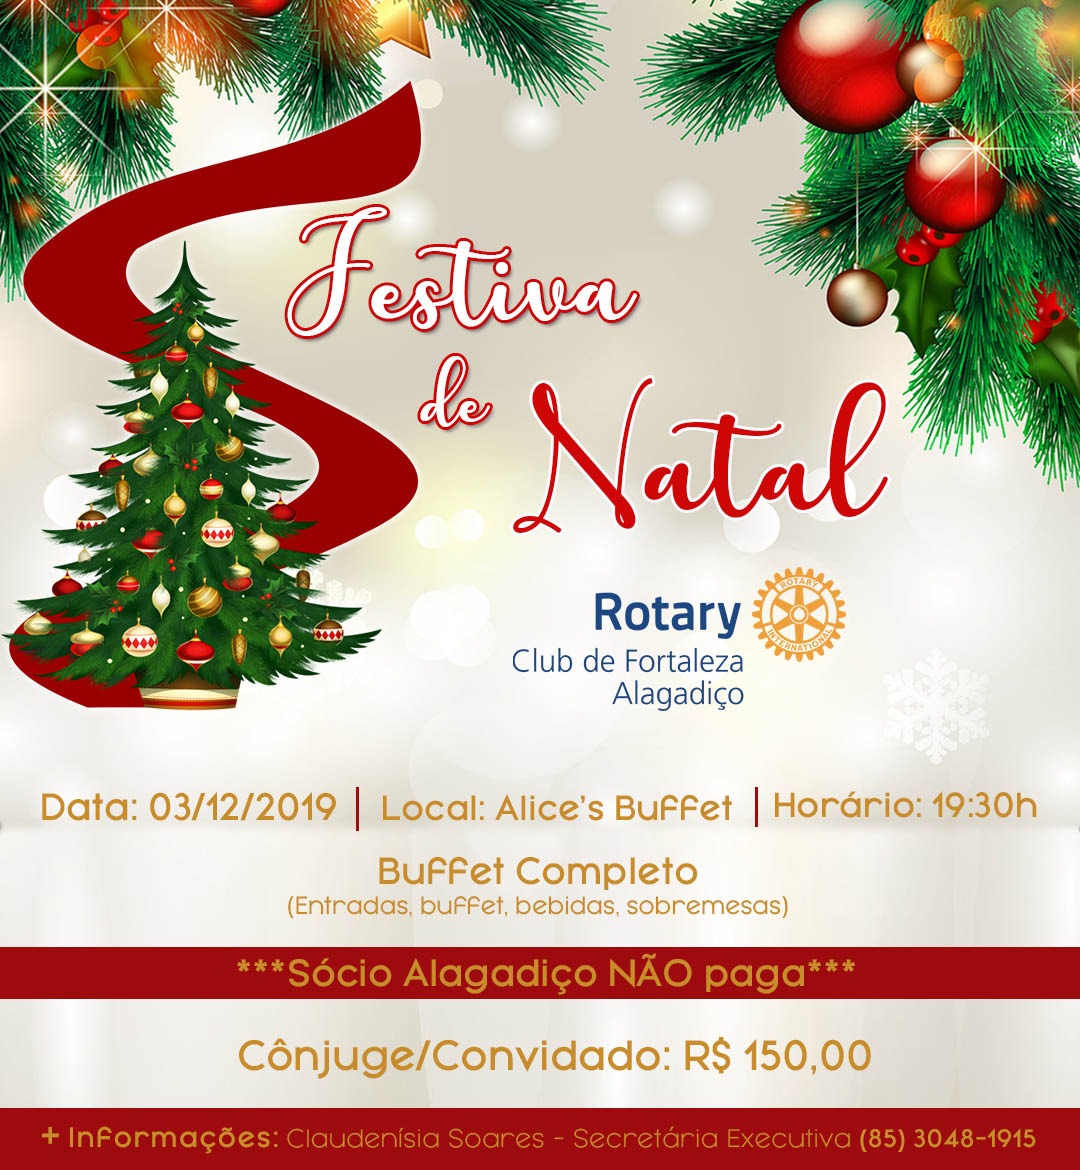 Festiva
de
Natal
Rotary
ROTARY
INTERNATIONAL
Club de Fortaleza
Alagadiço
Data: 03/12/2019 | Local: Alice's Buffet | Horário: 19:30h
Buffet Completo
(Entradas, buffet, bebidas, sobremesas)
***Sócio Alagadiço NÃO paga***
Cônjuge/Convidado: R$ 150,00
+ Informações: Claudenísia Soares - Secretária Executiva (85) 3048-1915